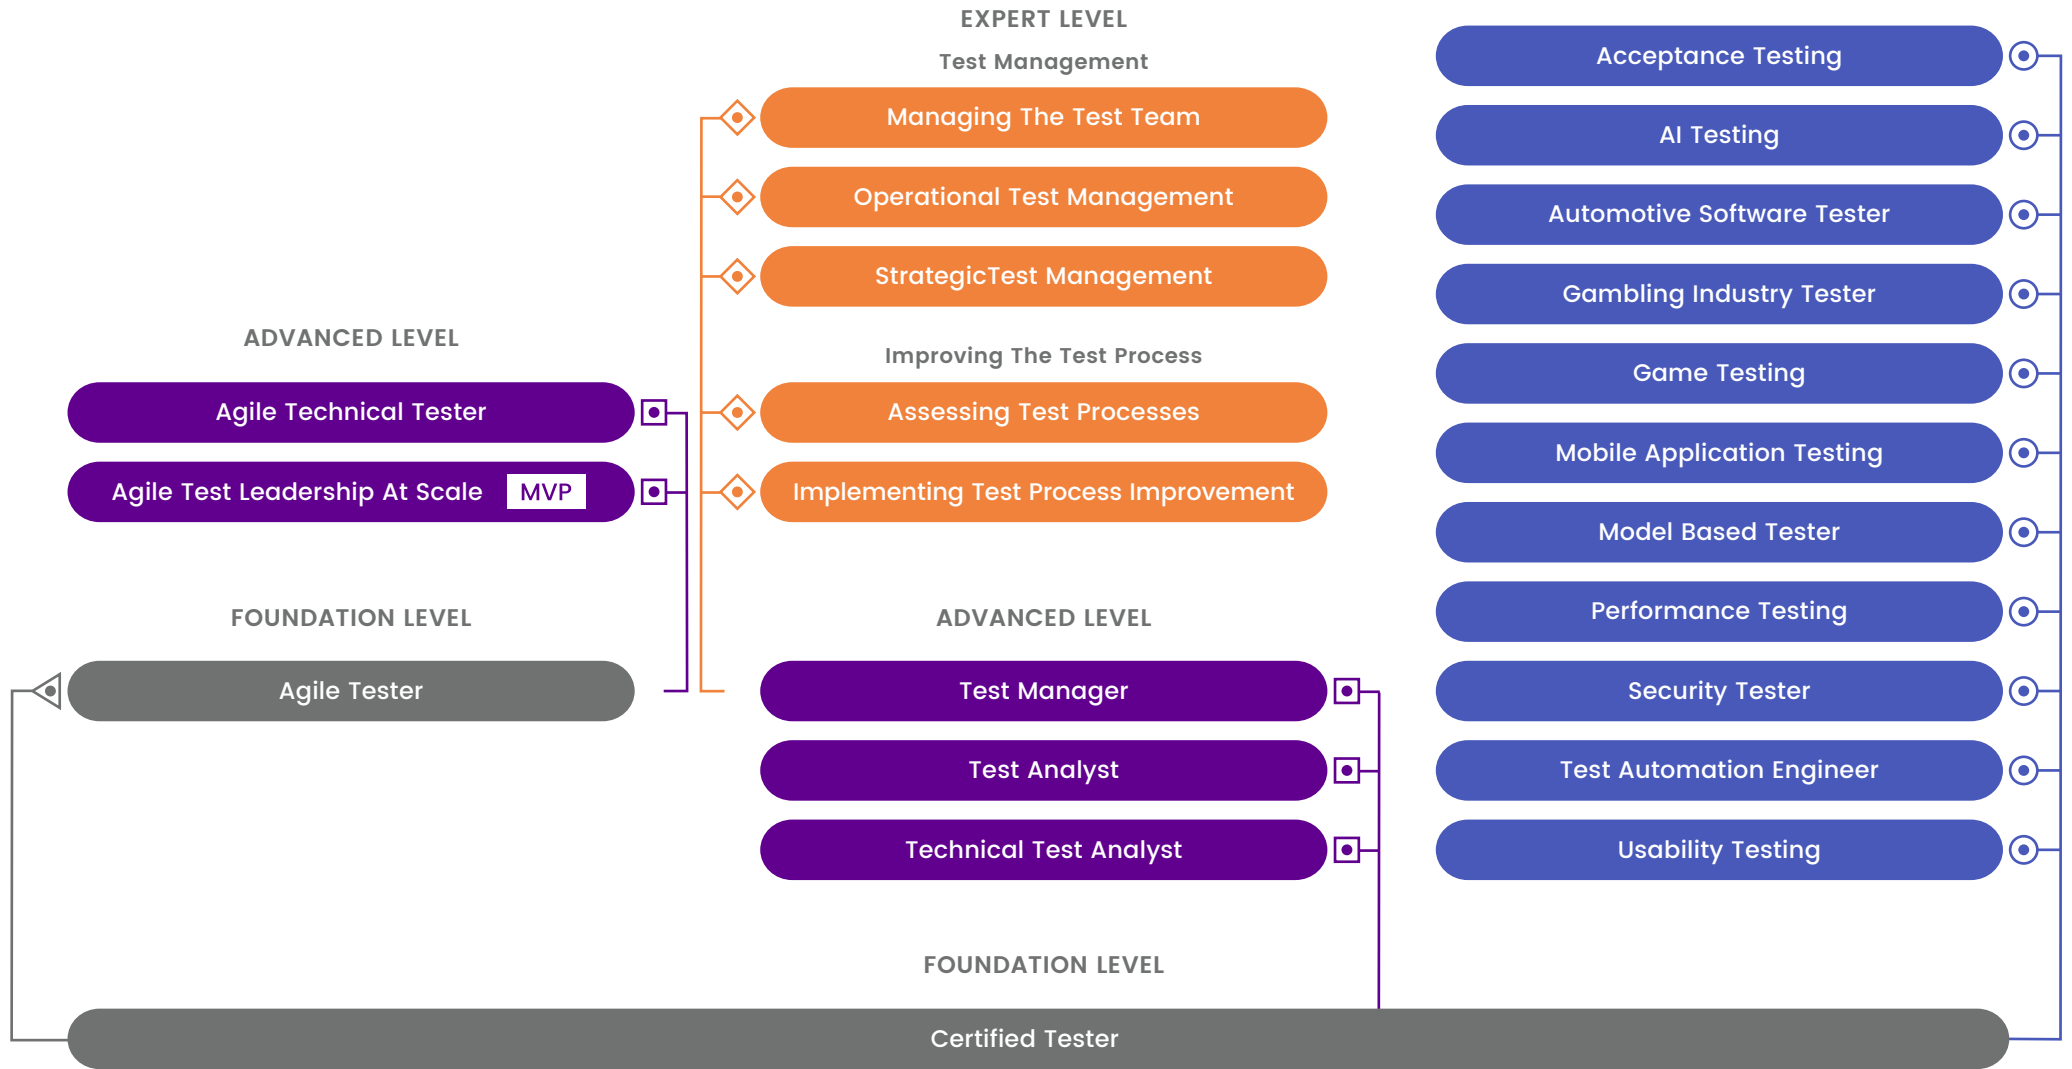 EXPERT LEVEL
Test Management
Managing The Test Team
Operational Test Management
StrategicTest Management
Improving The Test Process
Assessing Test Processes
Implementing Test Process Improvement
ADVANCED LEVEL
Agile Technical Tester
Agile Test Leadership At Scale MVP
FOUNDATION LEVEL
Agile Tester
ADVANCED LEVEL
Test Manager
Test Analyst
Technical Test Analyst
Acceptance Testing
AI Testing
Automotive Software Tester
Gambling Industry Tester
Game Testing
Mobile Application Testing
Model Based Tester
Performance Testing
Security Tester
Test Automation Engineer
Usability Testing
FOUNDATION LEVEL
Certified Tester